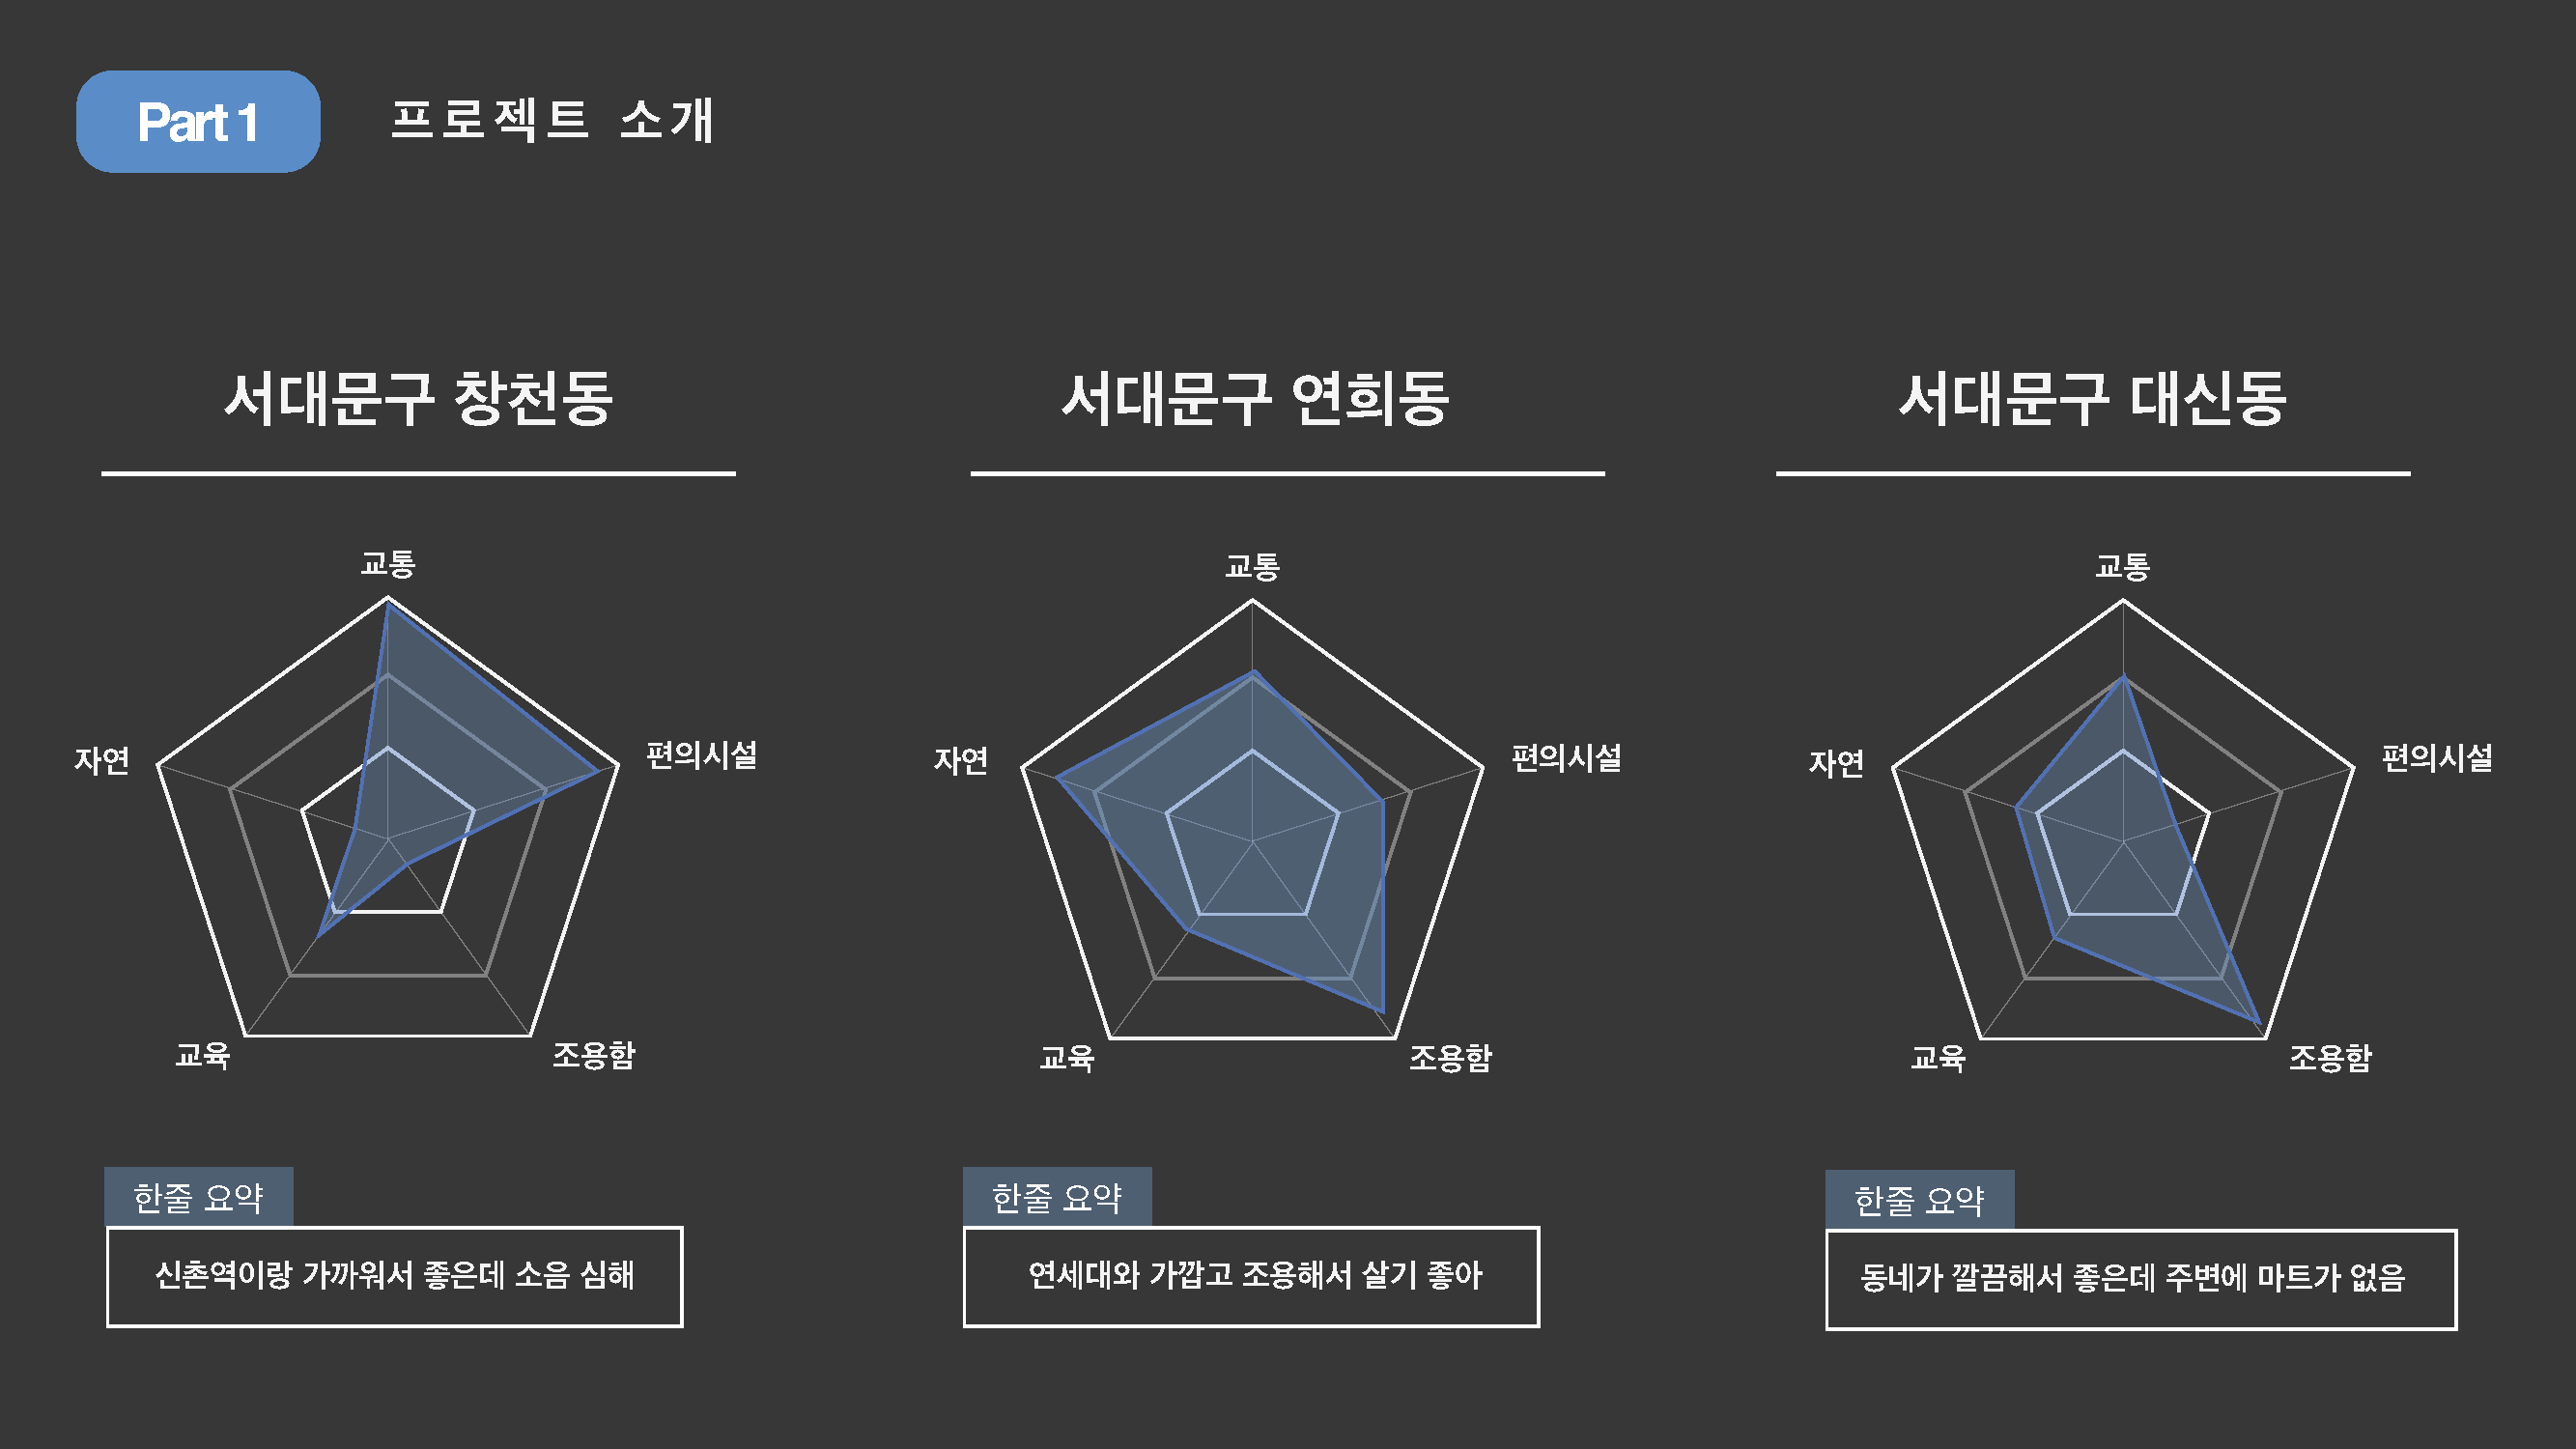 Part 1
프로젝트 소개
서대문구 창천동
교통
편의시설
자연
교육
조용함
한줄 요약
신촌역이랑 가까워서 좋은데 소음 심해
서대문구 연희동
교통
편의시설
자연
교육
조용함
한줄 요약
연세대와 가깝고 조용해서 살기 좋아
서대문구 대신동
교통
편의시설
자연
교육
조용함
한줄 요약
동네가 깔끔해서 좋은데 주변에 마트가 없음